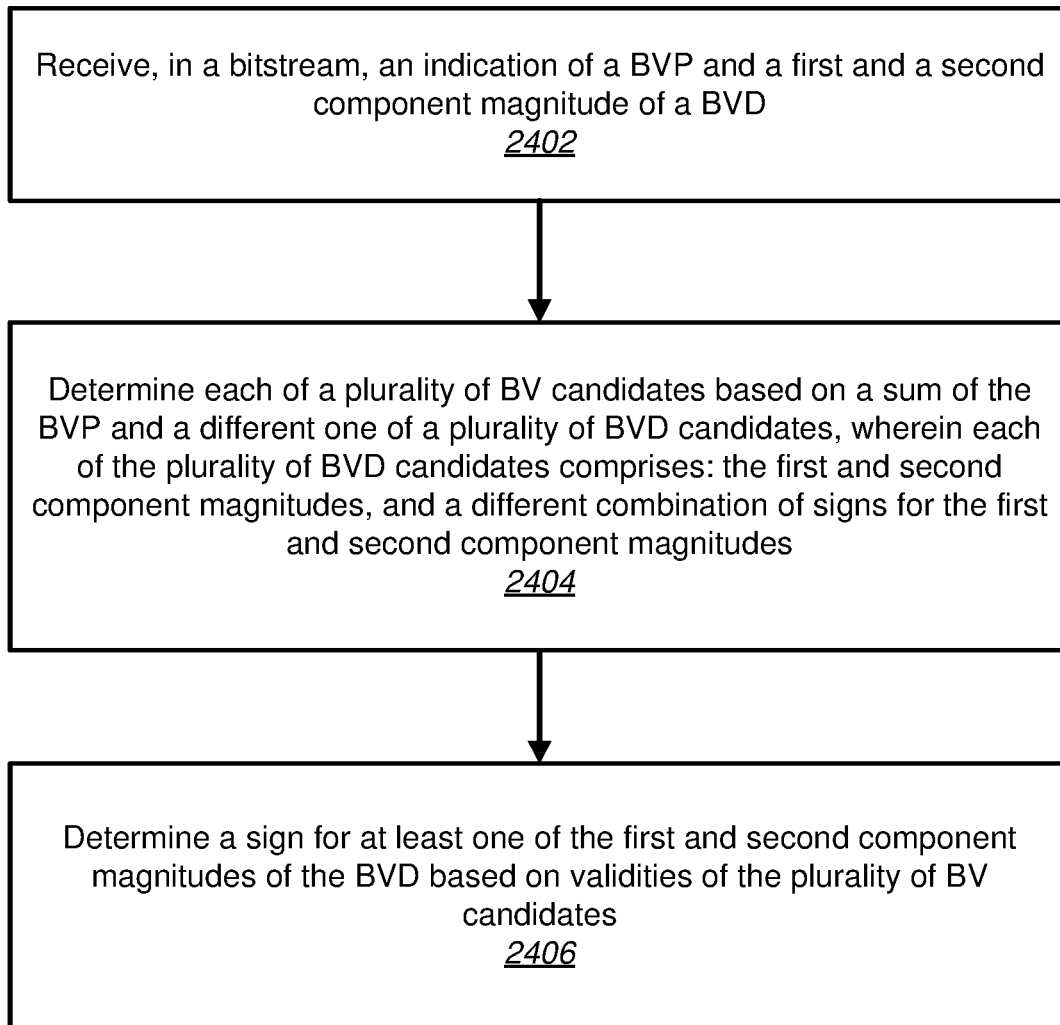 Receive, in a bitstream, an indication of a BVP and a first and a second
component magnitude of a BVD
2402
Determine each of a plurality of BV candidates based on a sum of the
BVP and a different one of a plurality of BVD candidates, wherein each
of the plurality of BVD candidates comprises: the first and second
component magnitudes, and a different combination of signs for the first
and second component magnitudes
2404
Determine a sign for at least one of the first and second component
magnitudes of the BVD based on validities of the plurality of BV
candidates
2406